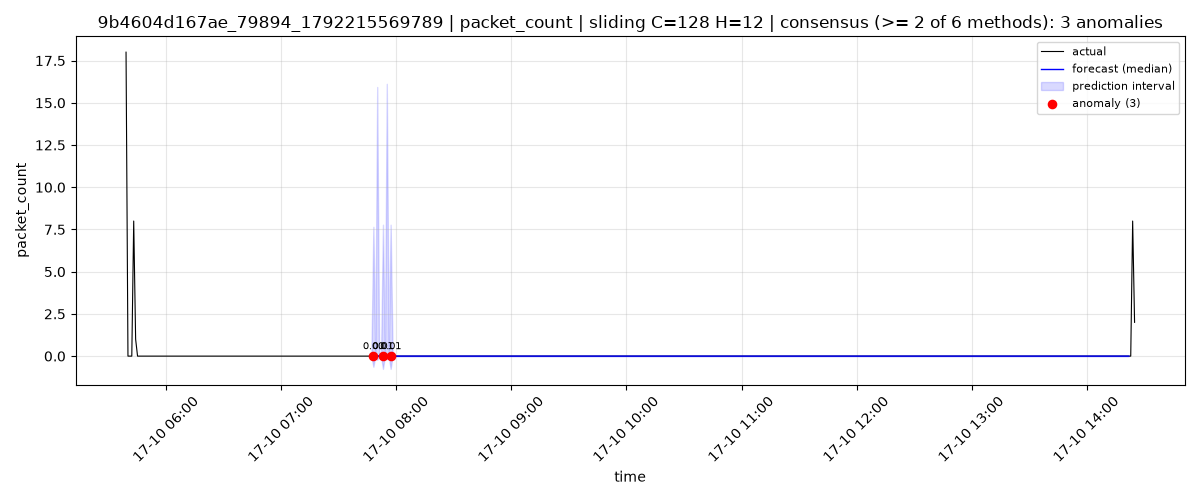 9b4604d167ae_79894_1792215569789 | packet_count | sliding C=128 H=12 | consensus (>= 2 of 6 methods): 3 anomalies
actual
forecast (median)
prediction interval
anomaly (3)
packet_count
17.5
15.0
12.5
10.0
7.5
5.0
2.5
0.0
17-10 06:00
17-10 07:00
17-10 08:00
17-10 09:00
17-10 10:00
17-10 11:00
17-10 12:00
17-10 13:00
17-10 14:00
time